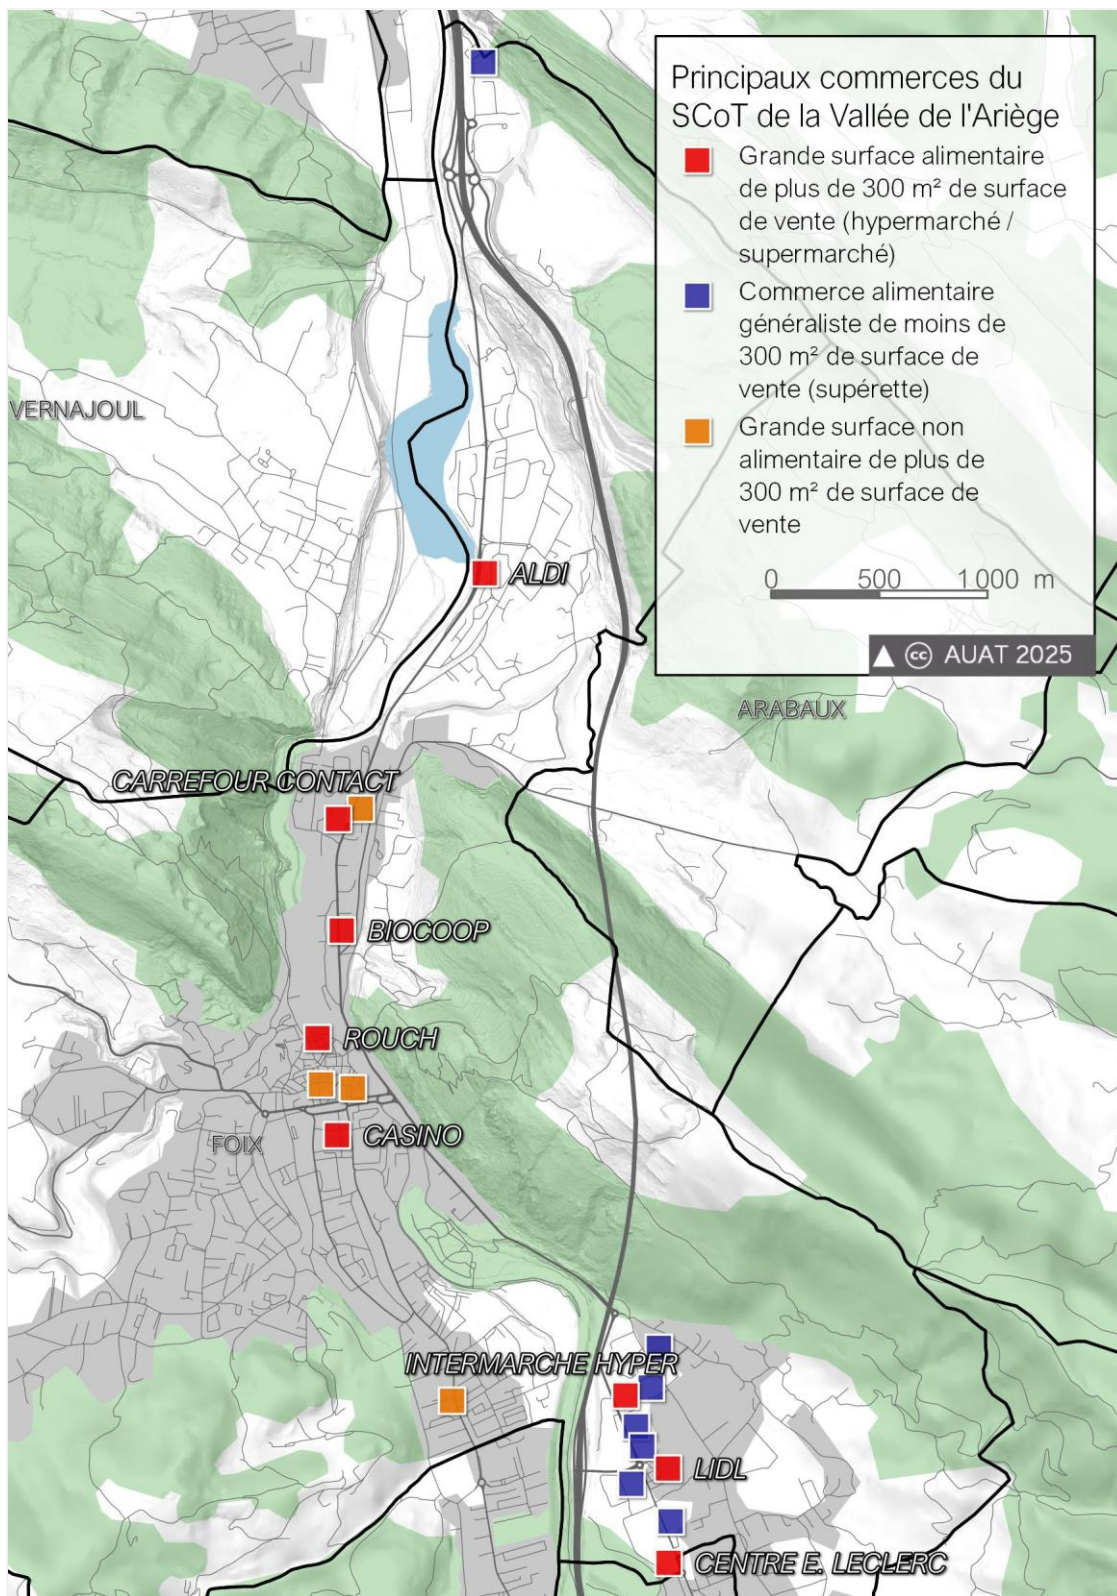 Principaux commerces du
SCoT de la Vallée de l'Ariège
Grande surface alimentaire
de plus de 300 m² de surface
de vente (hypermarché /
supermarché)
Commerce alimentaire
généraliste de moins de
300 m² de surface de
vente (supérette)
Grande surface non
alimentaire de plus de
300 m² de surface de
vente
0 500 1 000 m
cc AUAT 2025
VERNAJOUL
ALDI
ARABAUX
CARREFOUR CONTACT
BIOCOOP
ROUCH
CASINO
FOIX
INTERMARCHE HYPER
LIDL
CENTRE E. LECLERC